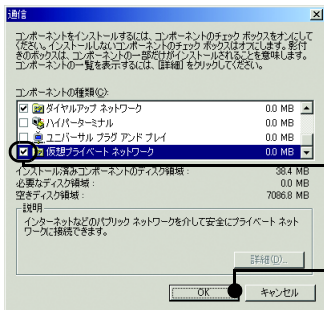 通信
コンポーネントをインストールするには、コンポーネントのチェック ボックスをオンにして
ください。インストールしないコンポーネントのチェック ボックスはオフにします。影付
きのボックスは、コンポーネントの一部だけがインストールされることを意味します。
コンポーネントの一覧を表示するには、[詳細] をクリックしてください。
コンポーネントの種類(C):
ダイヤルアップ ネットワーク 0.0 MB
ハイパーターミナル 0.0 MB
ユニバーサル プラグ アンド プレイ 0.0 MB
仮想プライベート ネットワーク 0.0 MB
インストール済みコンポーネントのディスク領域: 38.4 MB
必要なディスク領域: 0.0 MB
空きディスク領域: 7086.8 MB
説明
インターネットなどのパブリック ネットワークを介して安全にプライベート ネット
ワークに接続できます。
詳細(D)...
OK
キャンセル